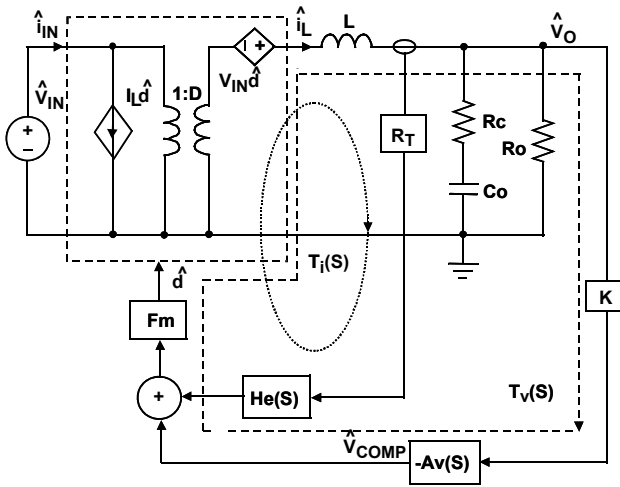 î_IN
î_L
L
V̂_O
V̂_IN
+
−
I_L d̂
1:D
V_IN d̂
+
R_T
Rc
Ro
Co
T_i(S)
d̂
K
Fm
+
He(S)
T_v(S)
V̂_COMP
-Av(S)